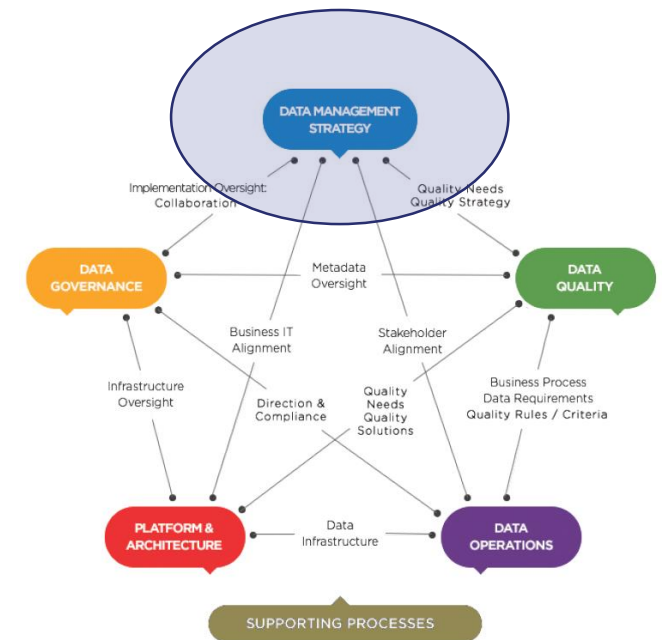 DATA MANAGEMENT
STRATEGY
Implementation Oversight:
Collaboration
Quality Needs
Quality Strategy
DATA
GOVERNANCE
Metadata
Oversight
DATA
QUALITY
Business IT
Alignment
Stakeholder
Alignment
Infrastructure
Oversight
Direction &
Compliance
Quality
Needs
Quality
Solutions
Business Process
Data Requirements
Quality Rules / Criteria
PLATFORM &
ARCHITECTURE
Data
Infrastructure
DATA
OPERATIONS
SUPPORTING PROCESSES